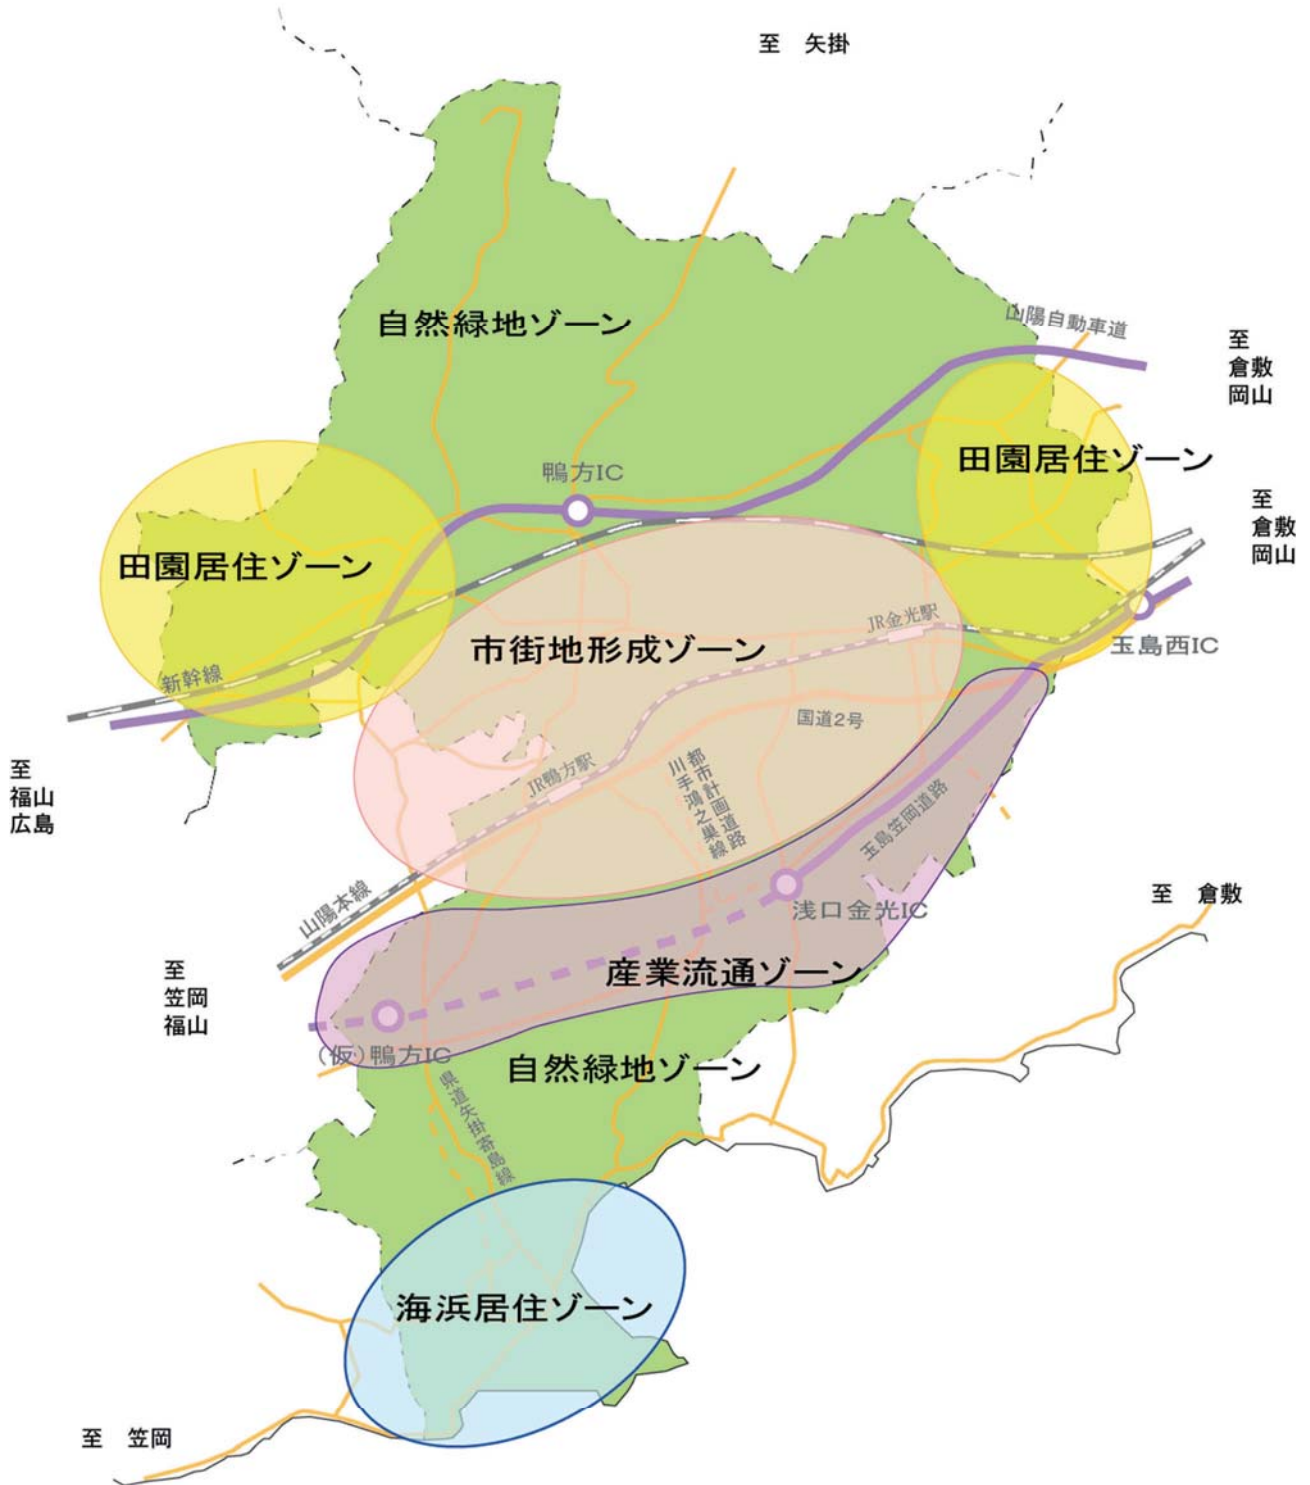 至　矢掛
自然緑地ゾーン
山陽自動車道
至
倉敷
岡山
田園居住ゾーン
鴨方IC
至
倉敷
岡山
田園居住ゾーン
JR金光駅
市街地形成ゾーン
玉島西IC
新幹線
国道2号
JR鴨方駅
都市計画道路
川手鴻之巣線
至
福山
広島
玉島笠岡道路
山陽本線
浅口金光IC
至　倉敷
産業流通ゾーン
至
笠岡
福山
(仮)鴨方IC
自然緑地ゾーン
県道矢掛寄島線
海浜居住ゾーン
至　笠岡